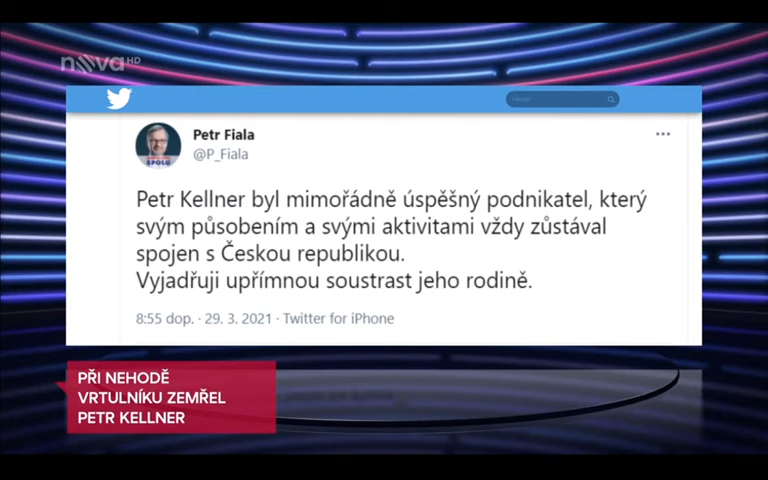 nova HD
Petr Fiala
@P_Fiala
SPOLU
Petr Kellner byl mimořádně úspěšný podnikatel, který
svým působením a svými aktivitami vždy zůstával
spojen s Českou republikou.
Vyjadřuji upřímnou soustrast jeho rodině.
8:55 dop. · 29. 3. 2021 · Twitter for iPhone
PŘI NEHODĚ
VRTULNÍKU ZEMŘEL
PETR KELLNER